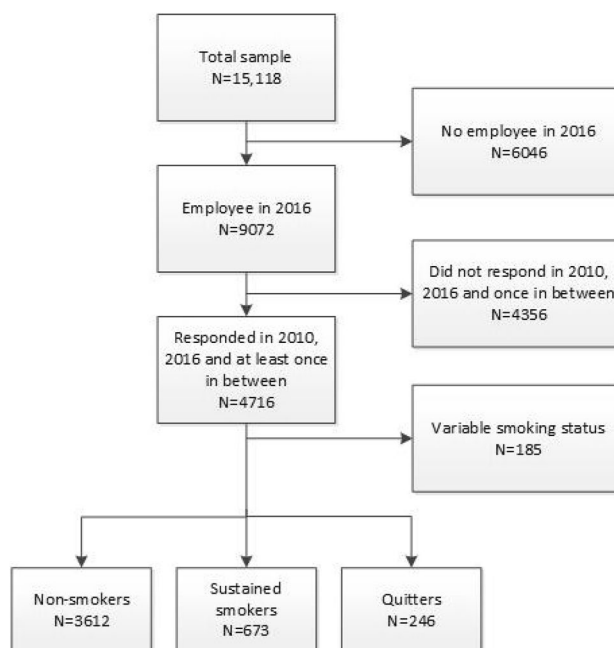 Total sample
N=15,118
No employee in 2016
N=6046
Employee in 2016
N=9072
Did not respond in 2010,
2016 and once in between
N=4356
Responded in 2010,
2016 and at least once
in between
N=4716
Variable smoking status
N=185
Non-smokers
N=3612
Sustained
smokers
N=673
Quitters
N=246